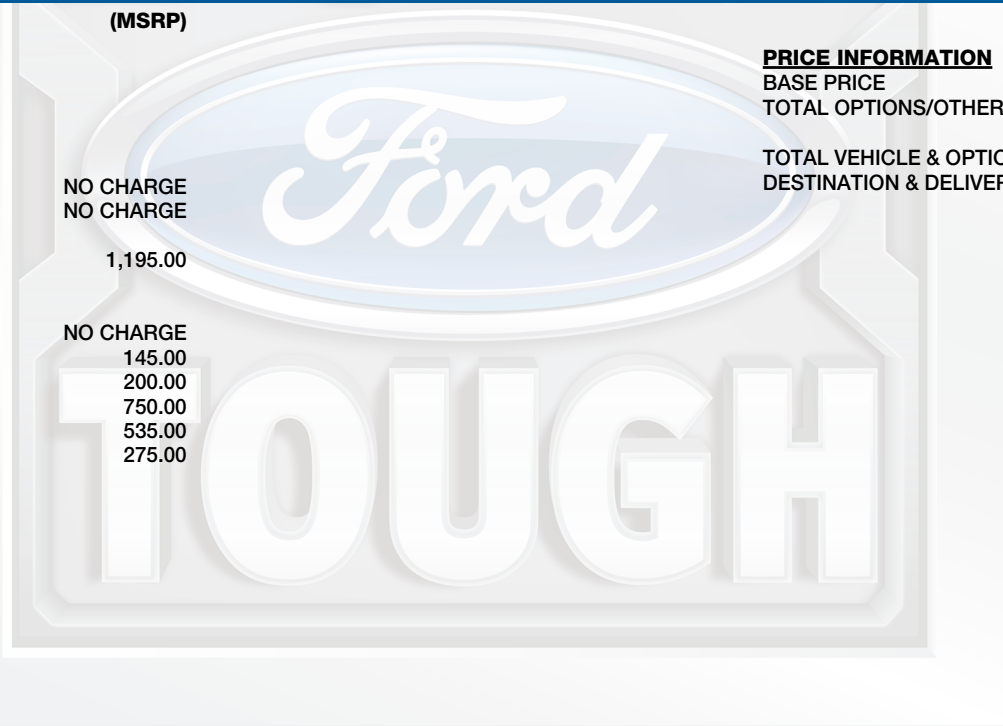 (MSRP)
NO CHARGE
NO CHARGE
1,195.00
NO CHARGE
145.00
200.00
750.00
535.00
275.00
PRICE INFORMATION
BASE PRICE
TOTAL OPTIONS/OTHER
TOTAL VEHICLE & OPTIO
DESTINATION & DELIVER
Ford
TOUGH